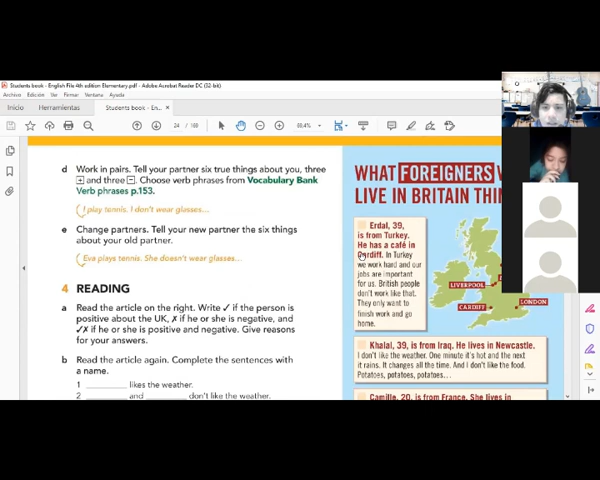 Students book - English File 4th edition Elementary.pdf - Adobe Acrobat Reader DC (32-bit)
Archivo Edición Ver Firmar Ventana Ayuda
Inicio Herramientas Students book - En... ×
24 / 169 89,4%
d Work in pairs. Tell your partner six true things about you, three
+ and three −. Choose verb phrases from Vocabulary Bank
Verb phrases p.153.
I play tennis. I don't wear glasses…
e Change partners. Tell your new partner the six things
about your old partner.
Eva plays tennis. She doesn't wear glasses…
4 READING
a Read the article on the right. Write ✓ if the person is
positive about the UK, ✗ if he or she is negative, and
✓✗ if he or she is positive and negative. Give reasons
for your answers.
b Read the article again. Complete the sentences with
a name.
1 ________ likes the weather.
2 ________ and ________ don't like the weather.
WHAT FOREIGNERS
LIVE IN BRITAIN THIN
Erdal, 39,
is from Turkey.
He has a café in
Cardiff. In Turkey
we work hard and our
jobs are important
for us. British people
don't work like that.
They only want to
finish work and go
home.
LIVERPOOL
LONDON
CARDIFF
Khalal, 39, is from Iraq. He lives in Newcastle.
I don't like the weather. One minute it's hot and the next
it rains. It changes all the time. And I don't like the food.
Potatoes, potatoes, potatoes…
Camille, 20, is from France. She lives in